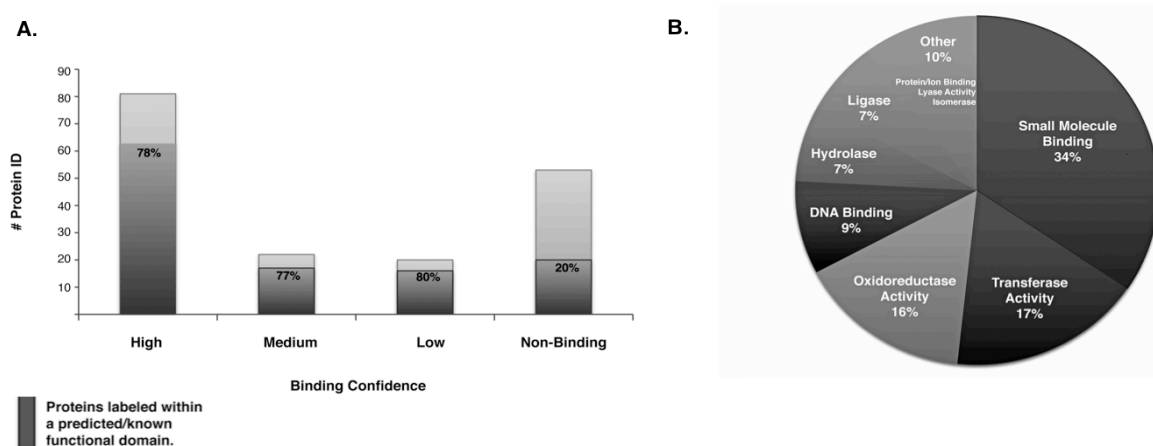 A.
90
80
70
60
50
40
30
20
10
# Protein ID
78%
77%
80%
20%
High
Medium
Low
Non-Binding
Binding Confidence
Proteins labeled within
a predicted/known
functional domain.
B.
Other
10%
Protein/Ion Binding
Lyase Activity
Isomerase
Ligase
7%
Hydrolase
7%
DNA Binding
9%
Oxidoreductase
Activity
16%
Transferase
Activity
17%
Small Molecule
Binding
34%